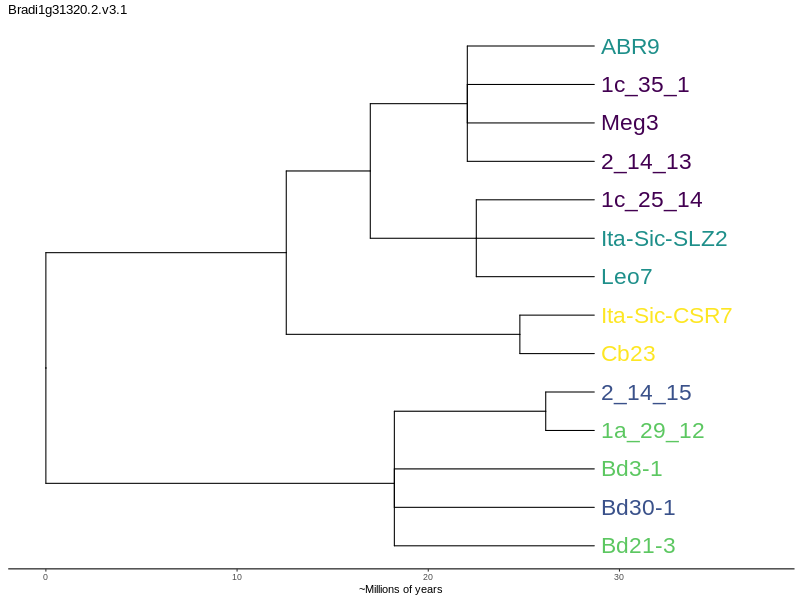 Bradi1g31320.2.v3.1
ABR9
1c_35_1
Meg3
2_14_13
1c_25_14
Ita-Sic-SLZ2
Leo7
Ita-Sic-CSR7
Cb23
2_14_15
1a_29_12
Bd3-1
Bd30-1
Bd21-3
0 10 20 30
~Millions of years